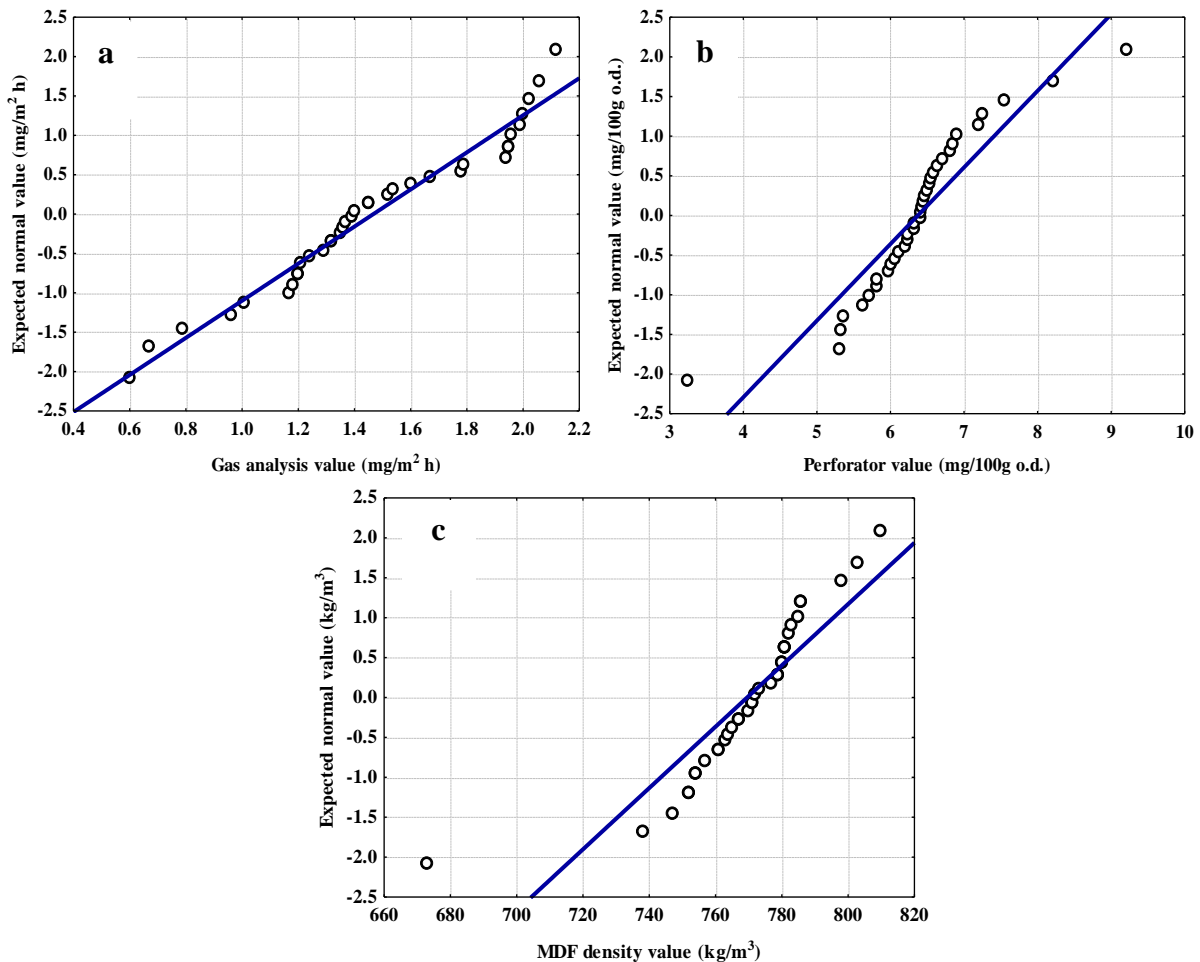 a
2.5
2.0
1.5
1.0
0.5
0.0
-0.5
-1.0
-1.5
-2.0
-2.5
Expected normal value (mg/m² h)
0.4 0.6 0.8 1.0 1.2 1.4 1.6 1.8 2.0 2.2
Gas analysis value (mg/m² h)
b
2.5
2.0
1.5
1.0
0.5
0.0
-0.5
-1.0
-1.5
-2.0
-2.5
Expected normal value (mg/100g o.d.)
3 4 5 6 7 8 9 10
Perforator value (mg/100g o.d.)
c
2.5
2.0
1.5
1.0
0.5
0.0
-0.5
-1.0
-1.5
-2.0
-2.5
Expected normal value (kg/m³)
660 680 700 720 740 760 780 800 820
MDF density value (kg/m³)